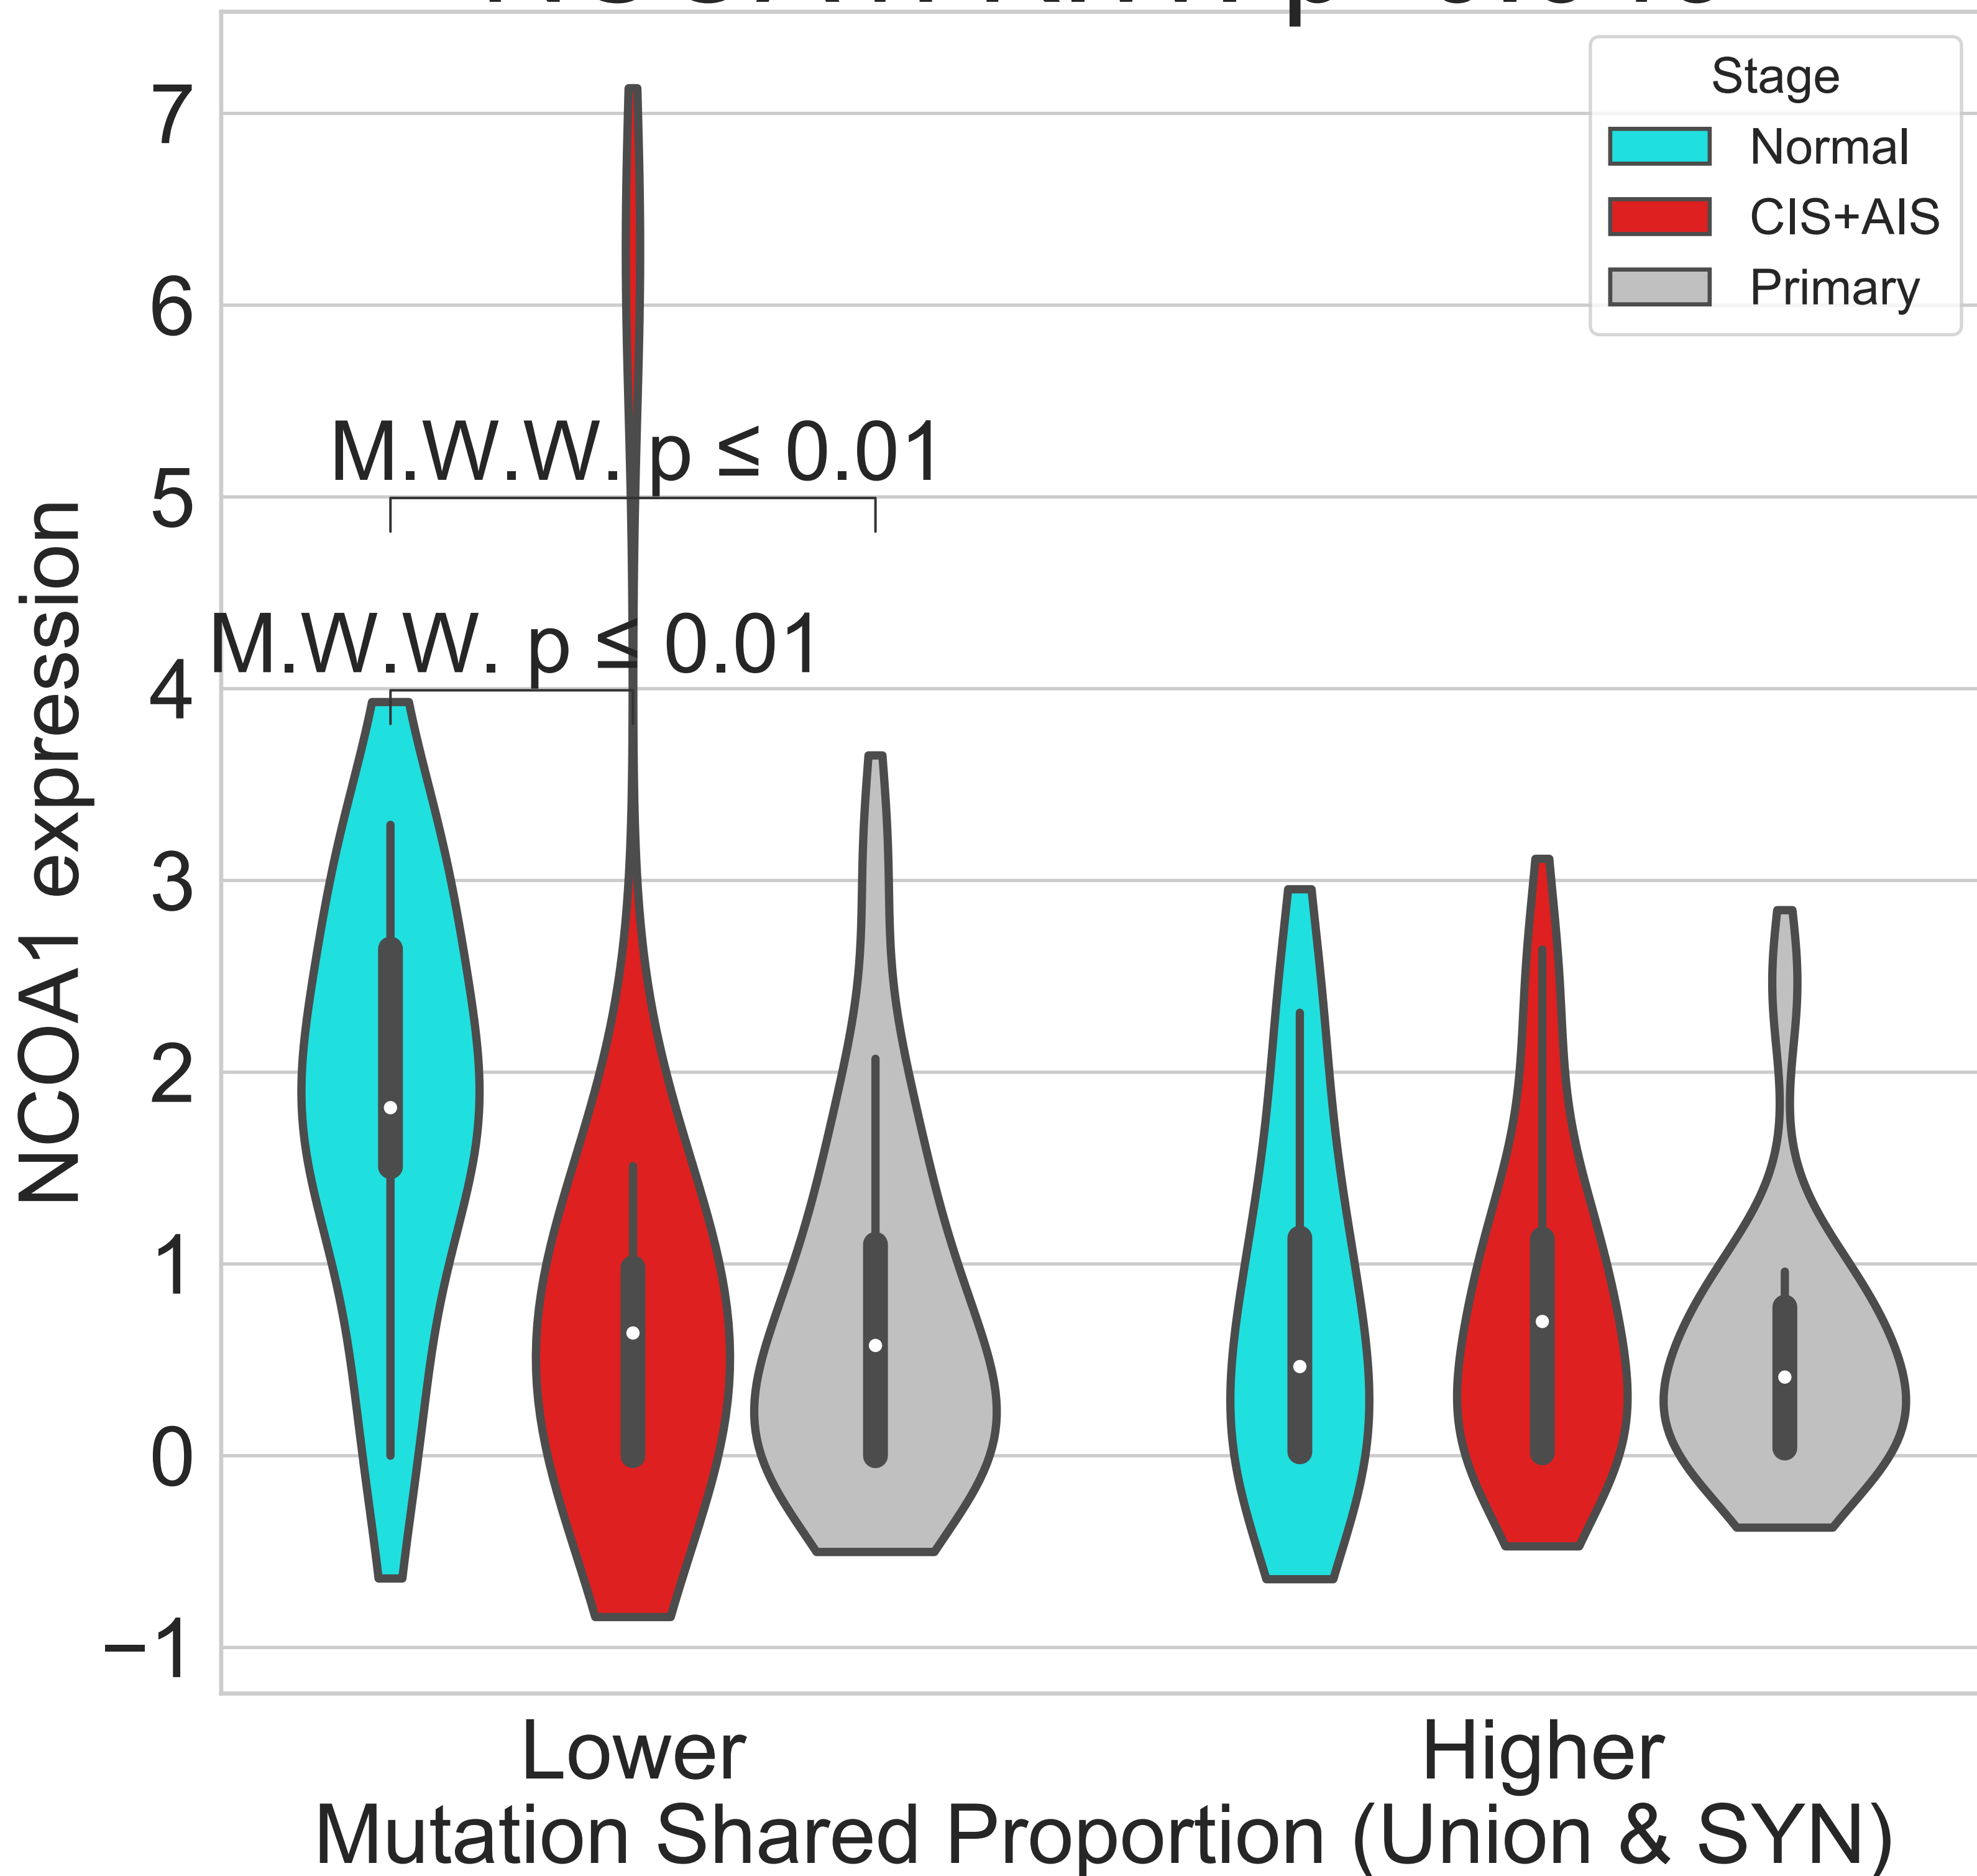 Stage
Normal
CIS+AIS
Primary
7
6
5
4
3
2
1
0
−1
M.W.W. p ≤ 0.01
M.W.W. p ≤ 0.01
NCOA1 expression
Lower
Higher
Mutation Shared Proportion (Union & SYN)